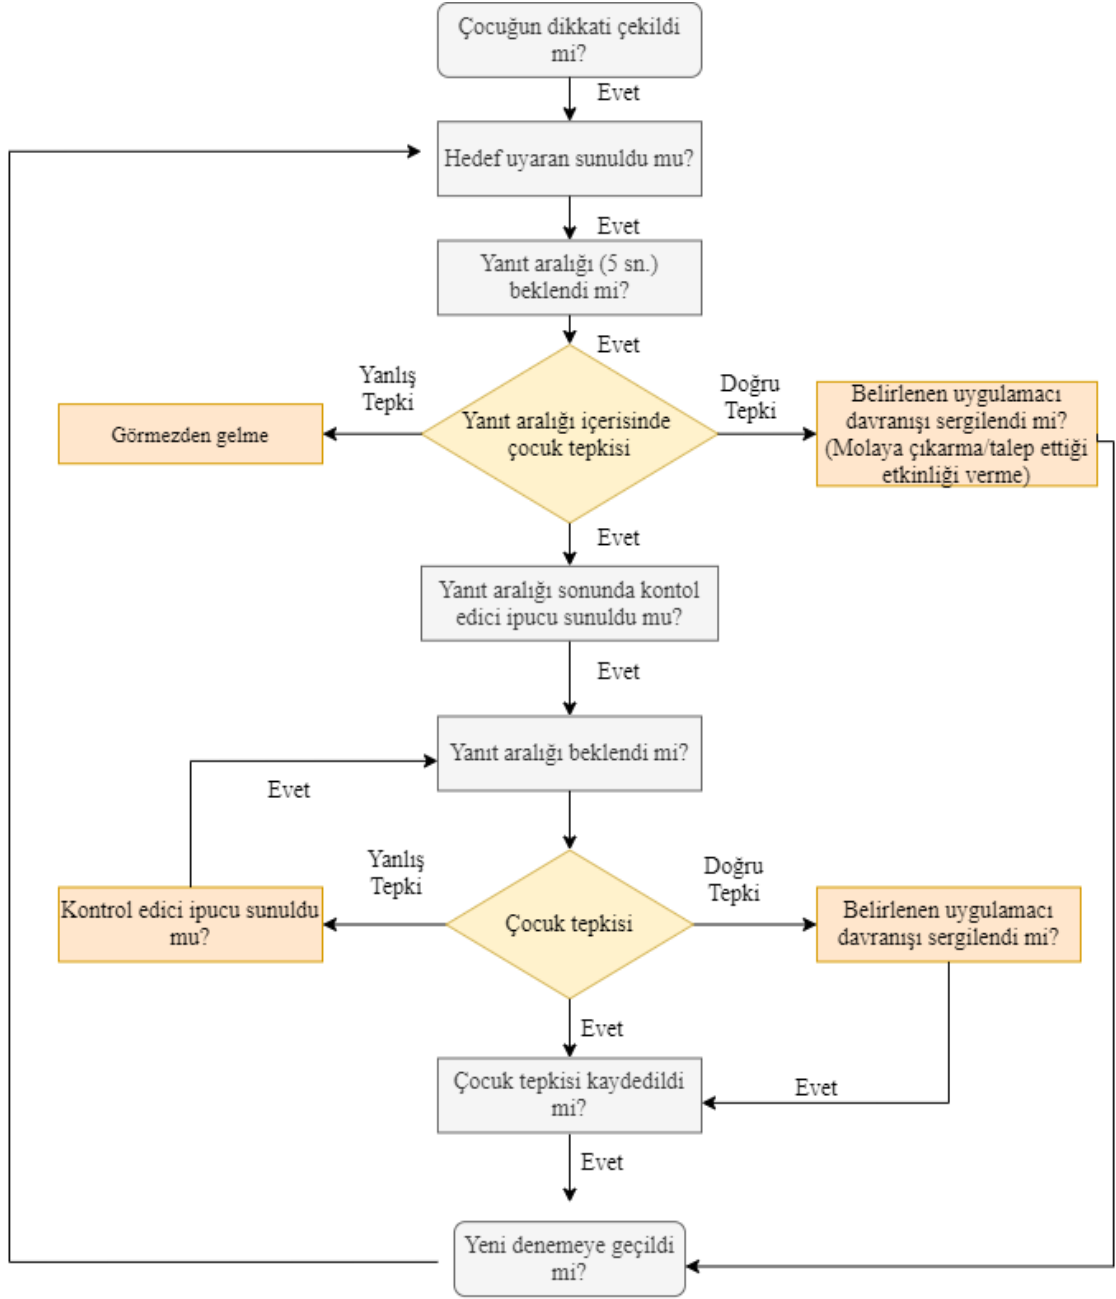 Çocuğun dikkati çekildi
mi?
Evet
Hedef uyaran sunuldu mu?
Evet
Yanıt aralığı (5 sn.)
beklendi mi?
Evet
Yanlış
Tepki
Doğru
Tepki
Görmezden gelme
Yanıt aralığı içerisinde
çocuk tepkisi
Belirlenen uygulamacı
davranışı sergilendi mi?
(Molaya çıkarma/talep ettiği
etkinliği verme)
Evet
Yanıt aralığı sonunda kontol
edici ipucu sunuldu mu?
Evet
Yanıt aralığı beklendi mi?
Evet
Yanlış
Tepki
Doğru
Tepki
Kontrol edici ipucu sunuldu
mu?
Çocuk tepkisi
Belirlenen uygulamacı
davranışı sergilendi mi?
Evet
Çocuk tepkisi kaydedildi
mi?
Evet
Evet
Yeni denemeye geçildi
mi?